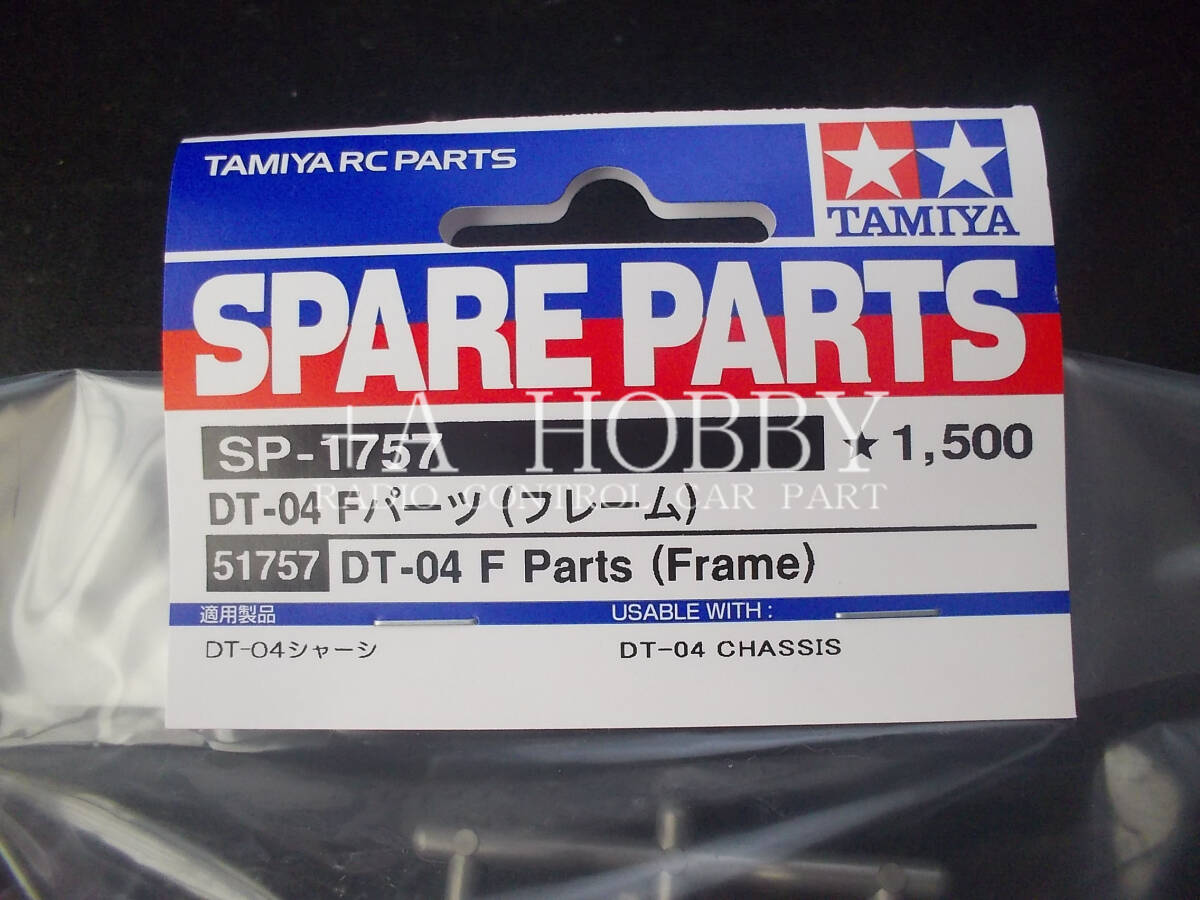 TAMIYA RC PARTS
TAMIYA
SPARE PARTS
+A HOBBY
SP-1757 ★1,500
RADIO CONTROL CAR PART
DT-04 Fパーツ (フレーム)
51757 DT-04 F Parts (Frame)
適用製品 USABLE WITH :
DT-04シャーシ DT-04 CHASSIS